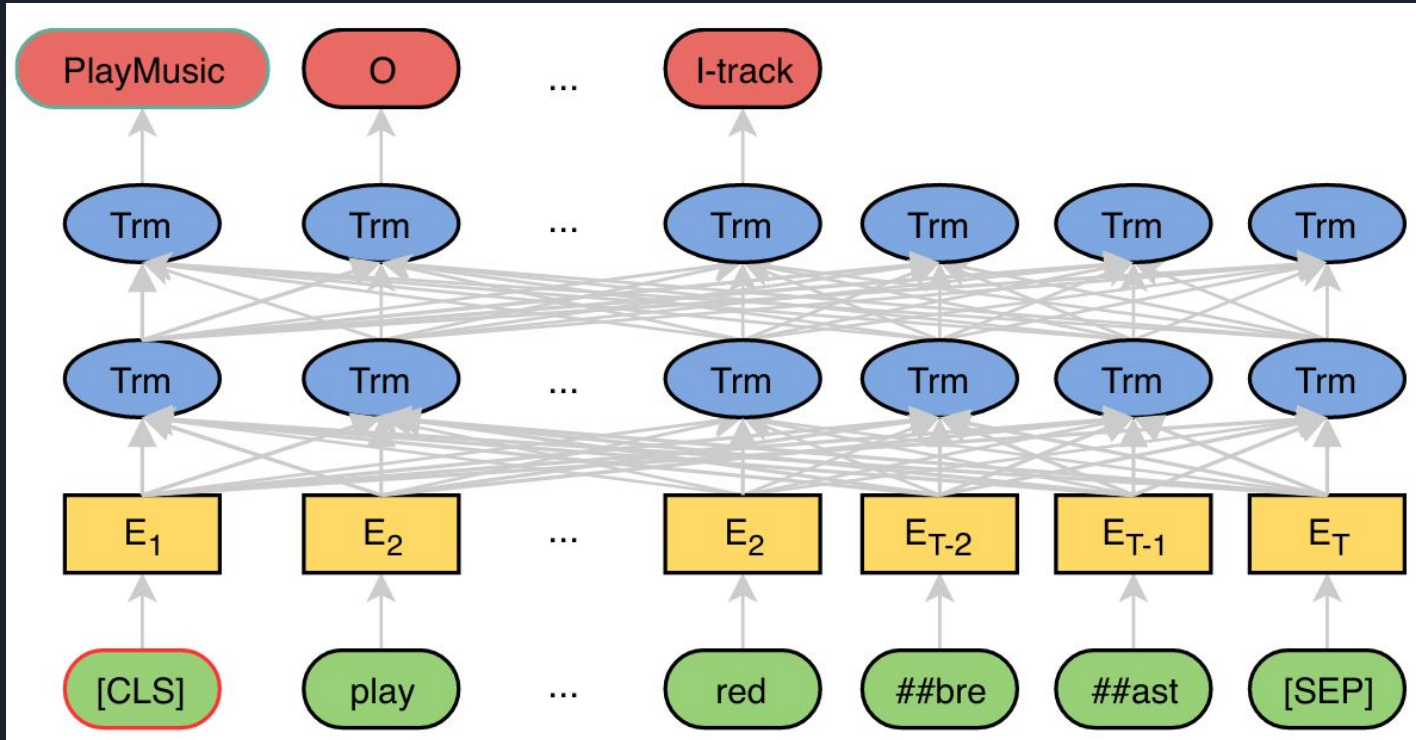 PlayMusic O ... I-track
Trm Trm ... Trm Trm Trm Trm
Trm Trm ... Trm Trm Trm Trm
E1 E2 ... E2 ET-2 ET-1 ET
[CLS] play ... red ##bre ##ast [SEP]